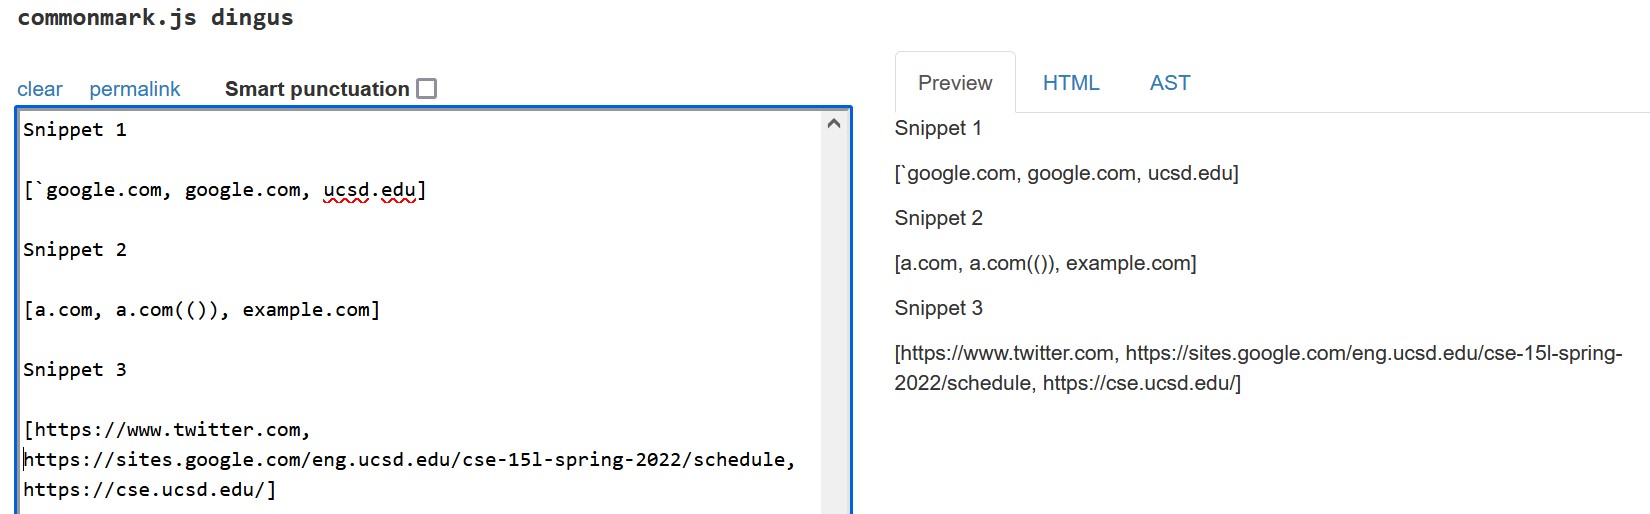 commonmark.js dingus
clear permalink Smart punctuation
Snippet 1
[`google.com, google.com, ucsd.edu]
Snippet 2
[a.com, a.com(()), example.com]
Snippet 3
[https://www.twitter.com,
https://sites.google.com/eng.ucsd.edu/cse-15l-spring-2022/schedule,
https://cse.ucsd.edu/]
Preview HTML AST
Snippet 1
[`google.com, google.com, ucsd.edu]
Snippet 2
[a.com, a.com(()), example.com]
Snippet 3
[https://www.twitter.com, https://sites.google.com/eng.ucsd.edu/cse-15l-spring-
2022/schedule, https://cse.ucsd.edu/]